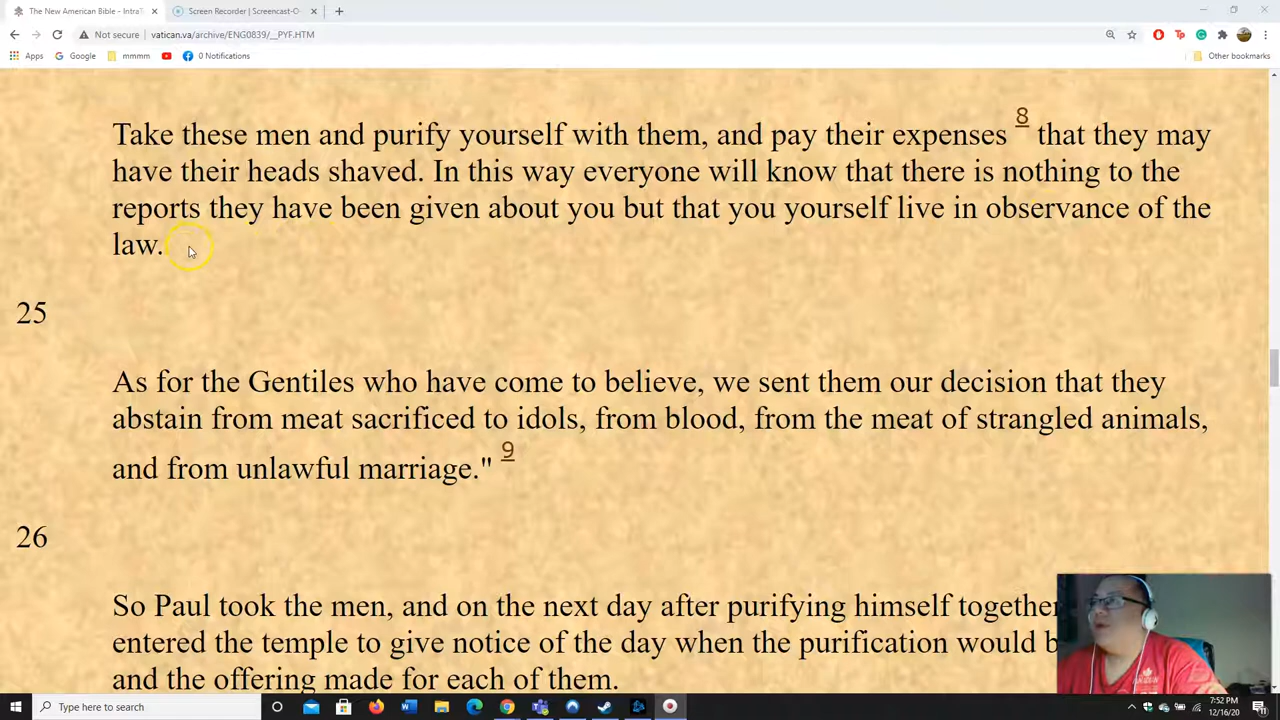 The New American Bible - IntraTe
Screen Recorder | Screencast-O-
Not secure
vatican.va/archive/ENG0839/__PYF.HTM
Apps
Google
mmmm
0 Notifications
Other bookmarks
Take these men and purify yourself with them, and pay their expenses 8 that they may
have their heads shaved. In this way everyone will know that there is nothing to the
reports they have been given about you but that you yourself live in observance of the
law.
25
As for the Gentiles who have come to believe, we sent them our decision that they
abstain from meat sacrificed to idols, from blood, from the meat of strangled animals,
and from unlawful marriage." 9
26
So Paul took the men, and on the next day after purifying himself together
entered the temple to give notice of the day when the purification would b
and the offering made for each of them.
Type here to search
7:52 PM
12/16/20